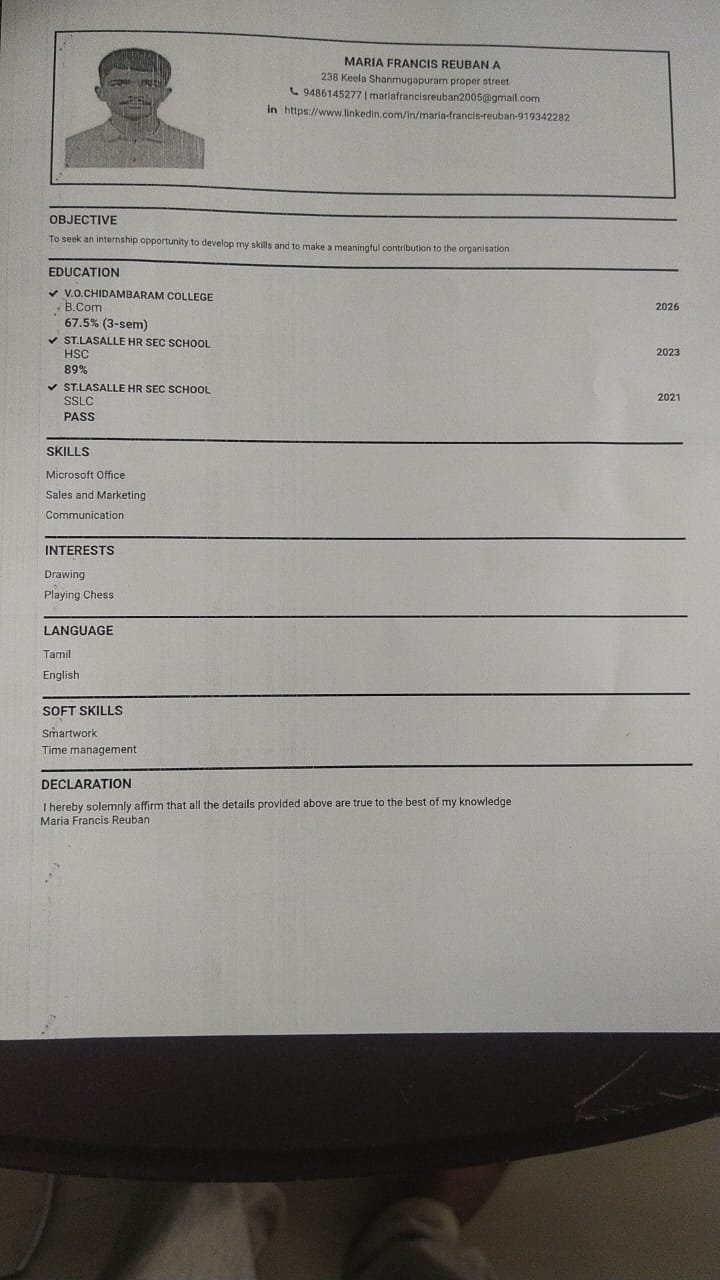 MARIA FRANCIS REUBAN A
238 Keela Shanmugapuram proper street
9486145277 | mariafrancisreuban2005@gmail.com
in https://www.linkedin.com/in/maria-francis-reuban-919342282
OBJECTIVE
To seek an internship opportunity to develop my skills and to make a meaningful contribution to the organisation
EDUCATION
✔ V.O.CHIDAMBARAM COLLEGE
B.Com 2026
67.5% (3-sem)
✔ ST.LASALLE HR SEC SCHOOL
HSC 2023
89%
✔ ST.LASALLE HR SEC SCHOOL
SSLC 2021
PASS
SKILLS
Microsoft Office
Sales and Marketing
Communication
INTERESTS
Drawing
Playing Chess
LANGUAGE
Tamil
English
SOFT SKILLS
Smartwork
Time management
DECLARATION
I hereby solemnly affirm that all the details provided above are true to the best of my knowledge
Maria Francis Reuban